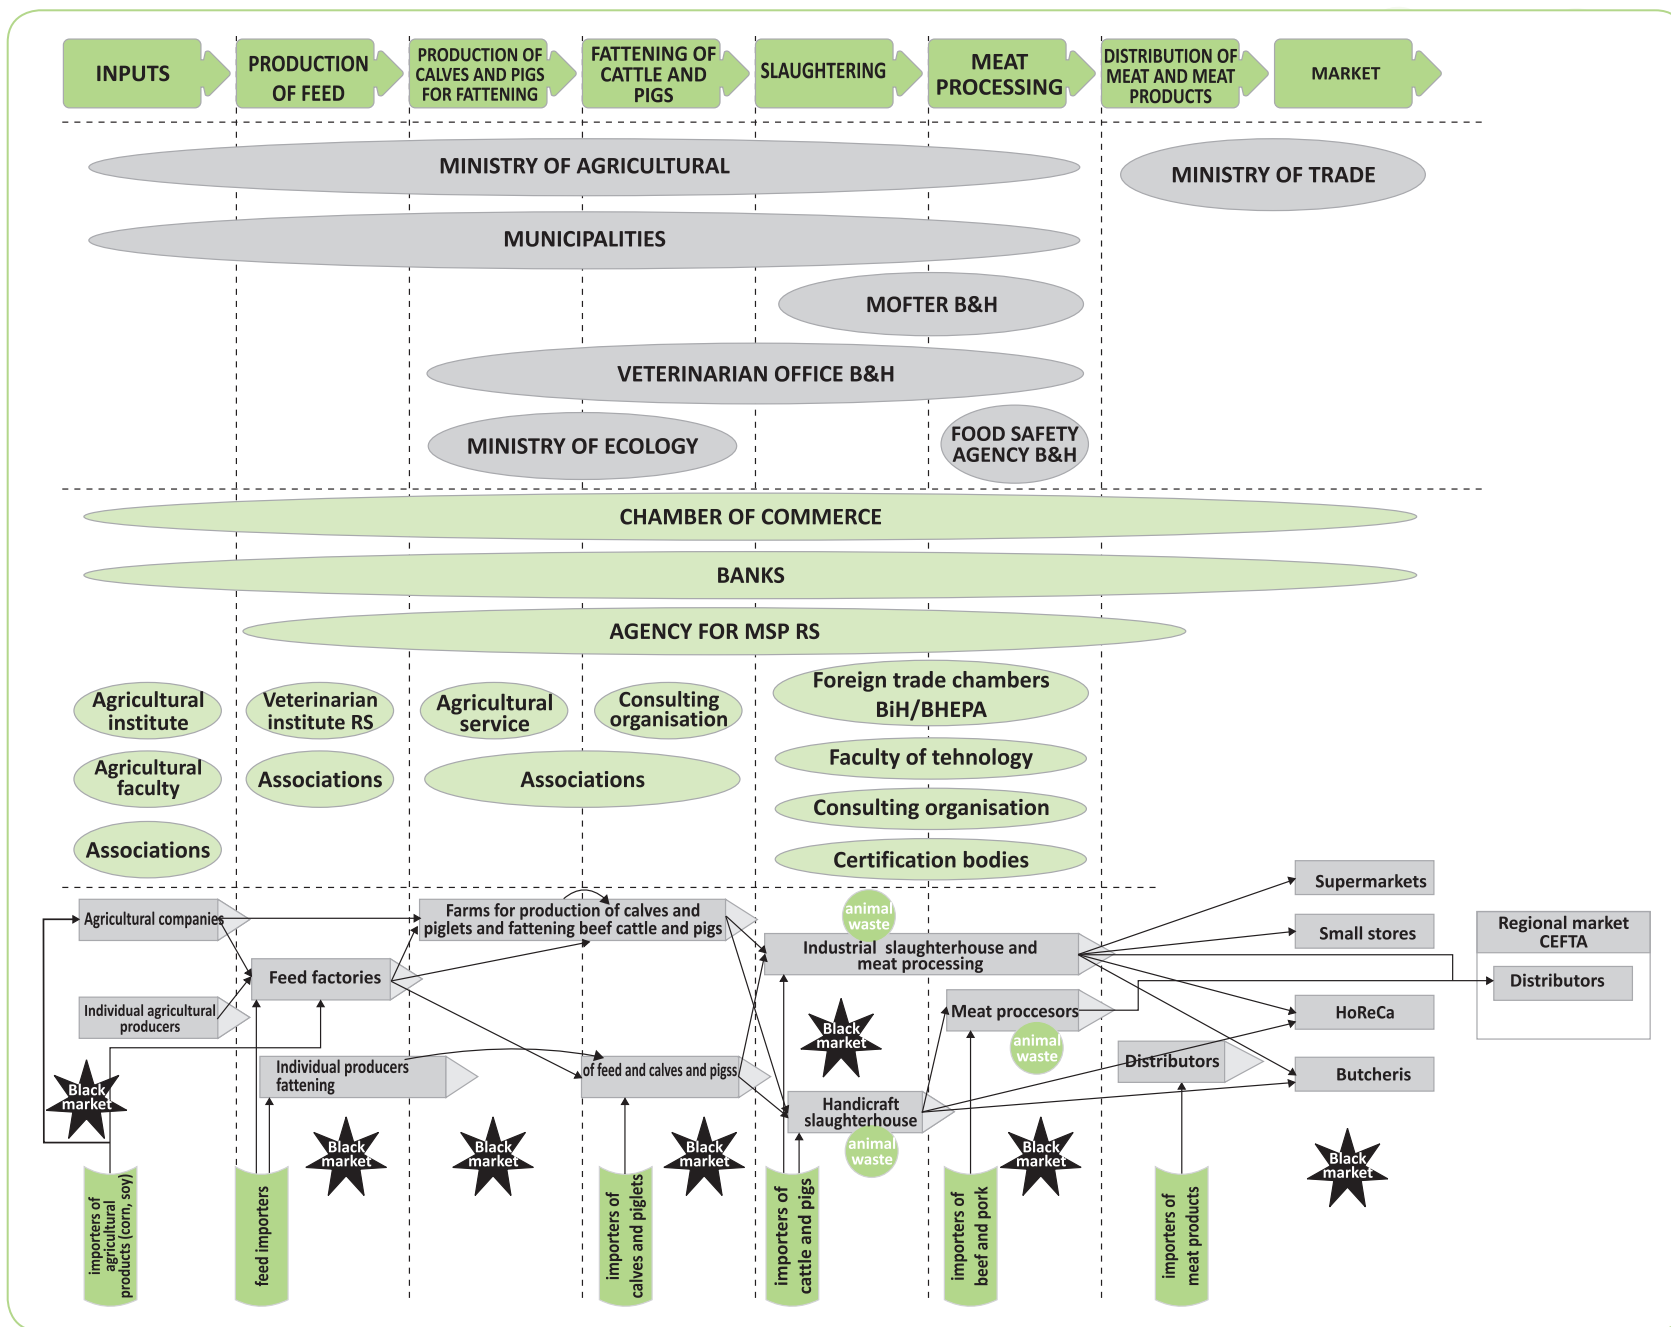 INPUTS
PRODUCTION
OF FEED
PRODUCTION OF
CALVES AND PIGS
FOR FATTENING
FATTENING OF
CATTLE AND
PIGS
SLAUGHTERING
MEAT
PROCESSING
DISTRIBUTION OF
MEAT AND MEAT
PRODUCTS
MARKET
MINISTRY OF AGRICULTURAL
MINISTRY OF TRADE
MUNICIPALITIES
MOFTER B&H
VETERINARIAN OFFICE B&H
MINISTRY OF ECOLOGY
FOOD SAFETY
AGENCY B&H
CHAMBER OF COMMERCE
BANKS
AGENCY FOR MSP RS
Agricultural
institute
Veterinarian
institute RS
Agricultural
service
Consulting
organisation
Foreign trade chambers
BiH/BHEPA
Agricultural
faculty
Associations
Associations
Faculty of tehnology
Consulting organisation
Associations
Certification bodies
Agricultural companies
Farms for production of calves and
piglets and fattening beef cattle and pigs
animal
waste
Industrial slaughterhouse and
meat processing
Supermarkets
Small stores
Regional market
CEFTA
Distributors
Feed factories
Individual agricultural
producers
Meat proccesors
animal
waste
HoReCa
Black
market
Black
market
Individual producers
fattening
of feed and calves and pigss
Distributors
Butcheris
Handicraft
slaughterhouse
animal
waste
Black
market
Black
market
Black
market
Black
market
Black
market
importers of
agricultural
products (corn, soy)
feed importers
importers of
calves and piglets
importers of
cattle and pigs
importers of
beef and pork
importers of
meat products